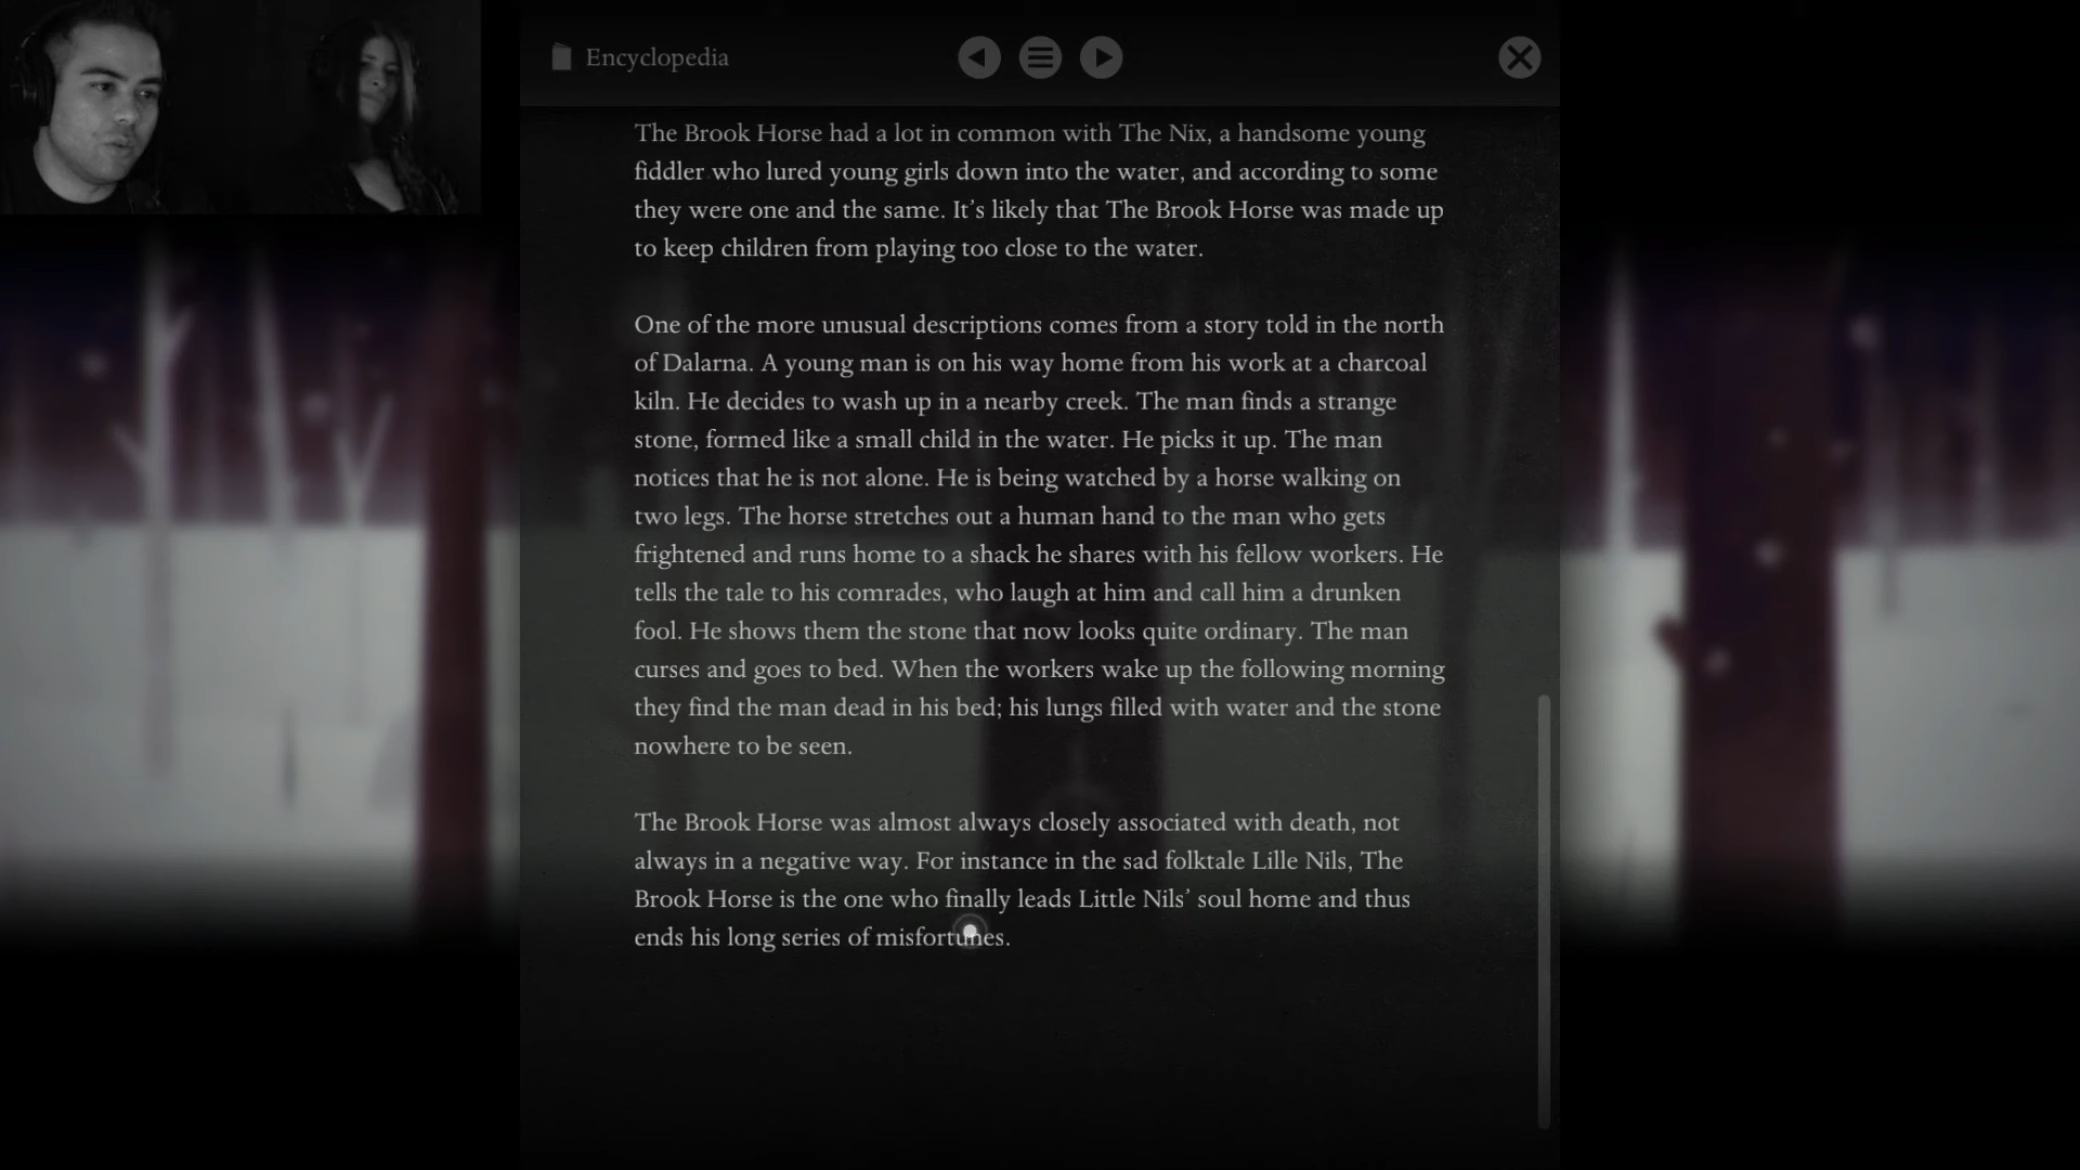 Encyclopedia
The Brook Horse had a lot in common with The Nix, a handsome young
fiddler who lured young girls down into the water, and according to some
they were one and the same. It’s likely that The Brook Horse was made up
to keep children from playing too close to the water.
One of the more unusual descriptions comes from a story told in the north
of Dalarna. A young man is on his way home from his work at a charcoal
kiln. He decides to wash up in a nearby creek. The man finds a strange
stone, formed like a small child in the water. He picks it up. The man
notices that he is not alone. He is being watched by a horse walking on
two legs. The horse stretches out a human hand to the man who gets
frightened and runs home to a shack he shares with his fellow workers. He
tells the tale to his comrades, who laugh at him and call him a drunken
fool. He shows them the stone that now looks quite ordinary. The man
curses and goes to bed. When the workers wake up the following morning
they find the man dead in his bed; his lungs filled with water and the stone
nowhere to be seen.
The Brook Horse was almost always closely associated with death, not
always in a negative way. For instance in the sad folktale Lille Nils, The
Brook Horse is the one who finally leads Little Nils’ soul home and thus
ends his long series of misfortunes.